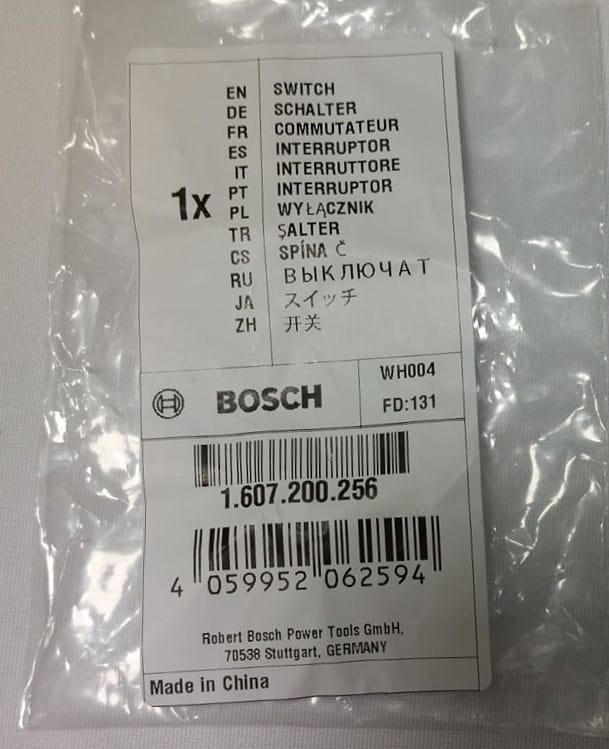 1x
EN SWITCH
DE SCHALTER
FR COMMUTATEUR
ES INTERRUPTOR
IT INTERRUTTORE
PT INTERRUPTOR
PL WYŁĄCZNIK
TR ŞALTER
CS SPÍNA Č
RU ВЫКЛЮЧАТ
JA スイッチ
ZH 开关
BOSCH
WH004
FD:131
1.607.200.256
4 059952 062594
Robert Bosch Power Tools GmbH,
70538 Stuttgart, GERMANY
Made in China